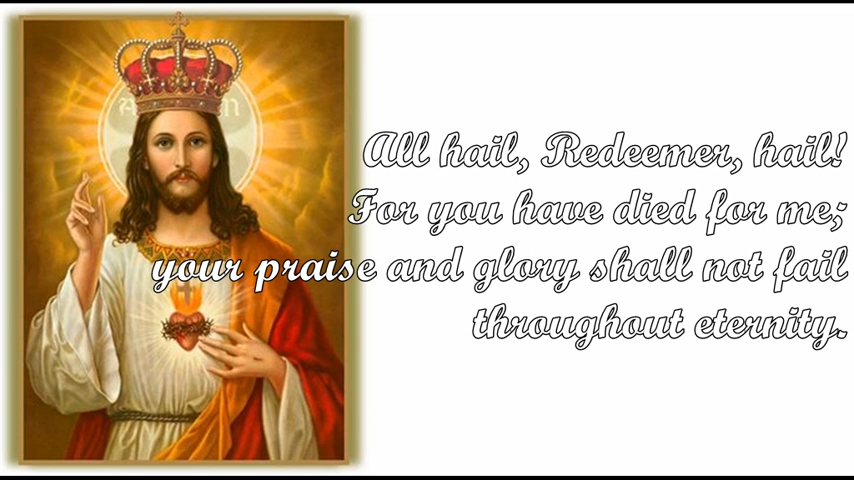 A M
All hail, Redeemer, hail!
For you have died for me;
your praise and glory shall not fail
throughout eternity.